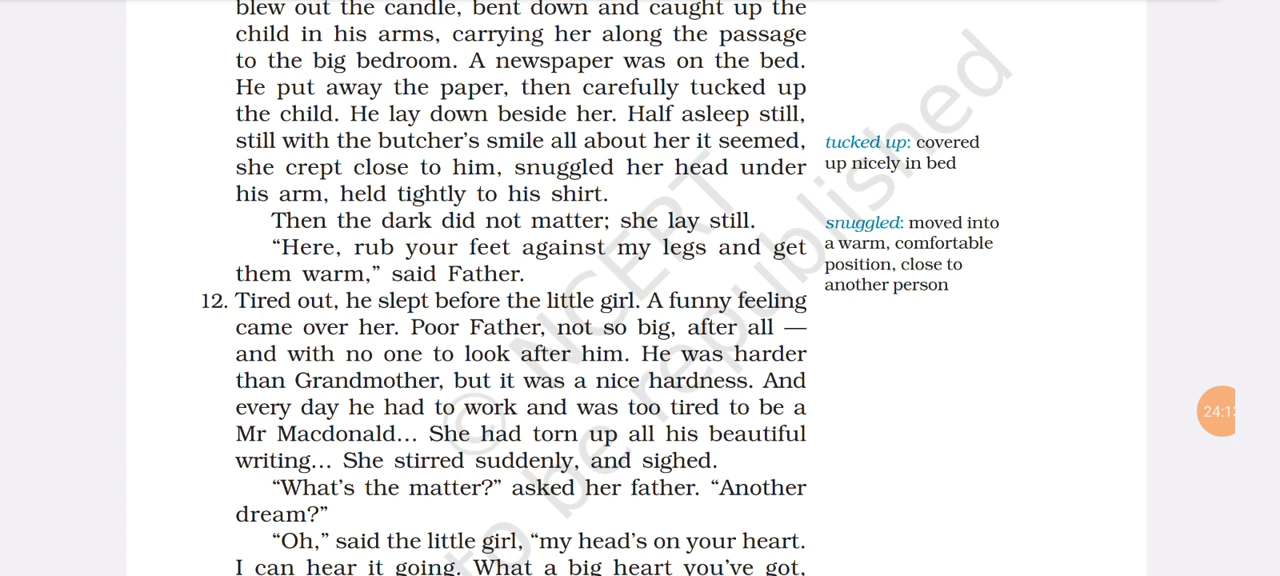 blew out the candle, bent down and caught up the
child in his arms, carrying her along the passage
to the big bedroom. A newspaper was on the bed.
He put away the paper, then carefully tucked up
the child. He lay down beside her. Half asleep still,
still with the butcher's smile all about her it seemed,
she crept close to him, snuggled her head under
his arm, held tightly to his shirt.
Then the dark did not matter; she lay still.
“Here, rub your feet against my legs and get
them warm,” said Father.
12. Tired out, he slept before the little girl. A funny feeling
came over her. Poor Father, not so big, after all —
and with no one to look after him. He was harder
than Grandmother, but it was a nice hardness. And
every day he had to work and was too tired to be a
Mr Macdonald... She had torn up all his beautiful
writing... She stirred suddenly, and sighed.
“What's the matter?” asked her father. “Another
dream?”
“Oh,” said the little girl, “my head's on your heart.
I can hear it going. What a big heart you've got,
tucked up: covered
up nicely in bed
snuggled: moved into
a warm, comfortable
position, close to
another person
© NCERT
to be republished
24:1